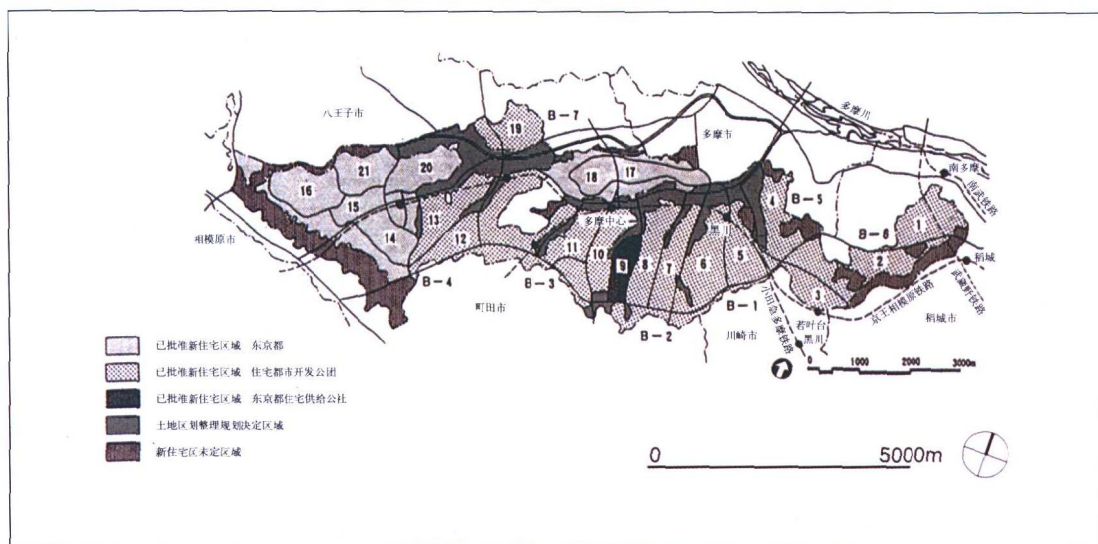 八王子市
B-7
多摩川
19
多摩市
南多摩
南武铁路
16
21
20
18
17
4
B-5
1
15
13
多摩中心
黑川
B-6
相模原市
14
12
11
10
9
8
7
6
5
2
稻城
B-4
B-3
B-1
3
武藏野铁路
京王相模原铁路
町田市
B-2
川崎市
小田急多摩铁路
若叶台
黑川
稻城市
0 1000 2000 3000m
已批准新住宅区域 东京都
已批准新住宅区域 住宅都市开发公团
已批准新住宅区域 东京都住宅供给公社
土地区划整理规划决定区域
新住宅区未定区域
0 5000m